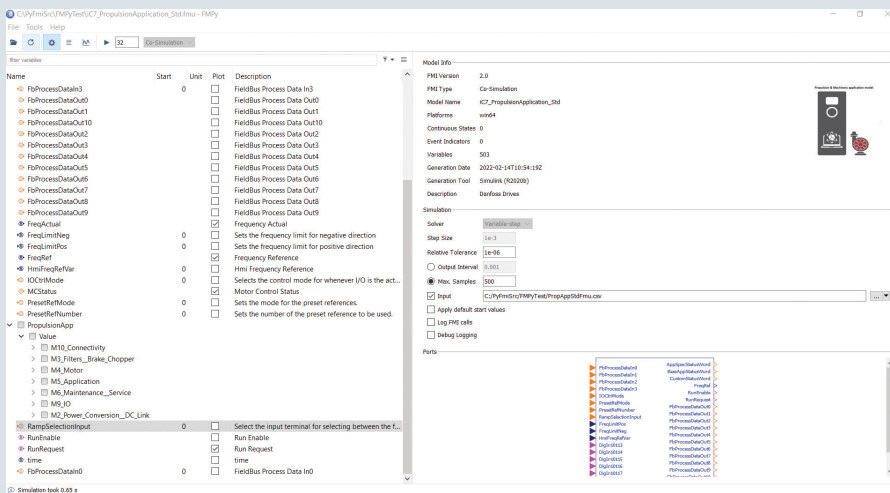 C:\PyFmiSrc\FMPyTest\iC7_PropulsionApplication_Std.fmu - FMPy
File Tools Help
32 Co-Simulation
filter variables
Name Start Unit Plot Description
FbProcessDataIn3 0 FieldBus Process Data In3
FbProcessDataOut0 FieldBus Process Data Out0
FbProcessDataOut1 FieldBus Process Data Out1
FbProcessDataOut10 FieldBus Process Data Out10
FbProcessDataOut2 FieldBus Process Data Out2
FbProcessDataOut3 FieldBus Process Data Out3
FbProcessDataOut4 FieldBus Process Data Out4
FbProcessDataOut5 FieldBus Process Data Out5
FbProcessDataOut6 FieldBus Process Data Out6
FbProcessDataOut7 FieldBus Process Data Out7
FbProcessDataOut8 FieldBus Process Data Out8
FbProcessDataOut9 FieldBus Process Data Out9
FreqActual Frequency Actual
FreqLimitNeg 0 Sets the frequency limit for negative direction
FreqLimitPos 0 Sets the frequency limit for positive direction
FreqRef Frequency Reference
HmiFreqRefVar 0 Hmi Frequency Reference
IOCtrlMode 0 Selects the control mode for whenever I/O is the act...
MCStatus Motor Control Status
PresetRefMode 0 Sets the mode for the preset references.
PresetRefNumber 0 Sets the number of the preset reference to be used.
PropulsionApp
Value
M10_Connectivity
M3_Filters__Brake_Chopper
M4_Motor
M5_Application
M6_Maintenance__Service
M9_IO
M2_Power_Conversion__DC_Link
RampSelectionInput 0 Select the input terminal for selecting between the f...
RunEnable Run Enable
RunRequest Run Request
time time
FbProcessDataIn0 0 FieldBus Process Data In0
Simulation took 0.65 s
Model Info
FMI Version 2.0
FMI Type Co-Simulation
Model Name iC7_PropulsionApplication_Std
Platforms win64
Continuous States 0
Event Indicators 0
Variables 503
Generation Date 2022-02-14T10:54:19Z
Generation Tool Simulink (R2020b)
Description Danfoss Drives
Propulsion & Machinery application model
Simulation
Solver Variable-step
Step Size 1e-3
Relative Tolerance 1e-06
Output Interval 0.001
Max. Samples 500
Input C:/PyFmiSrc/FMPyTest/PropAppStdFmu.csv ...
Apply default start values
Log FMI calls
Debug Logging
Ports
FbProcessDataIn0
FbProcessDataIn1
FbProcessDataIn2
FbProcessDataIn3
IOCtrlMode
PresetRefMode
PresetRefNumber
RampSelectionInput
FreqLimitPos
FreqLimitNeg
HmiFreqRefVar
DigIn10113
DigIn10114
DigIn10115
DigIn10116
DigIn10117
AppSpecStatusWord
BaseAppStatusWord
CustomStatusWord
FreqRef
RunEnable
RunRequest
FbProcessDataOut0
FbProcessDataOut1
FbProcessDataOut2
FbProcessDataOut3
FbProcessDataOut4
FbProcessDataOut5
FbProcessDataOut6
FbProcessDataOut7
FbProcessDataOut8
FbProcessDataOut9